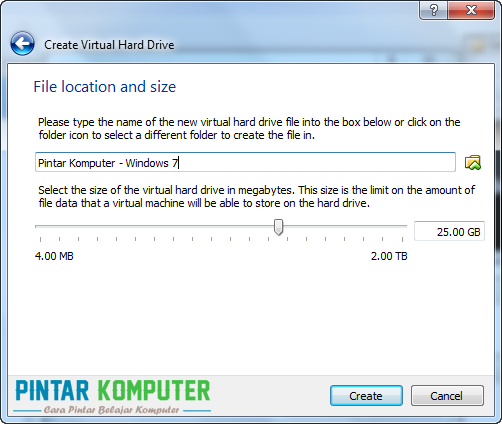 Create Virtual Hard Drive
File location and size
Please type the name of the new virtual hard drive file into the box below or click on the
folder icon to select a different folder to create the file in.
Pintar Komputer - Windows 7
Select the size of the virtual hard drive in megabytes. This size is the limit on the amount of
file data that a virtual machine will be able to store on the hard drive.
25.00 GB
4.00 MB 2.00 TB
PINTAR KOMPUTER
Cara Pintar Belajar Komputer
Create Cancel